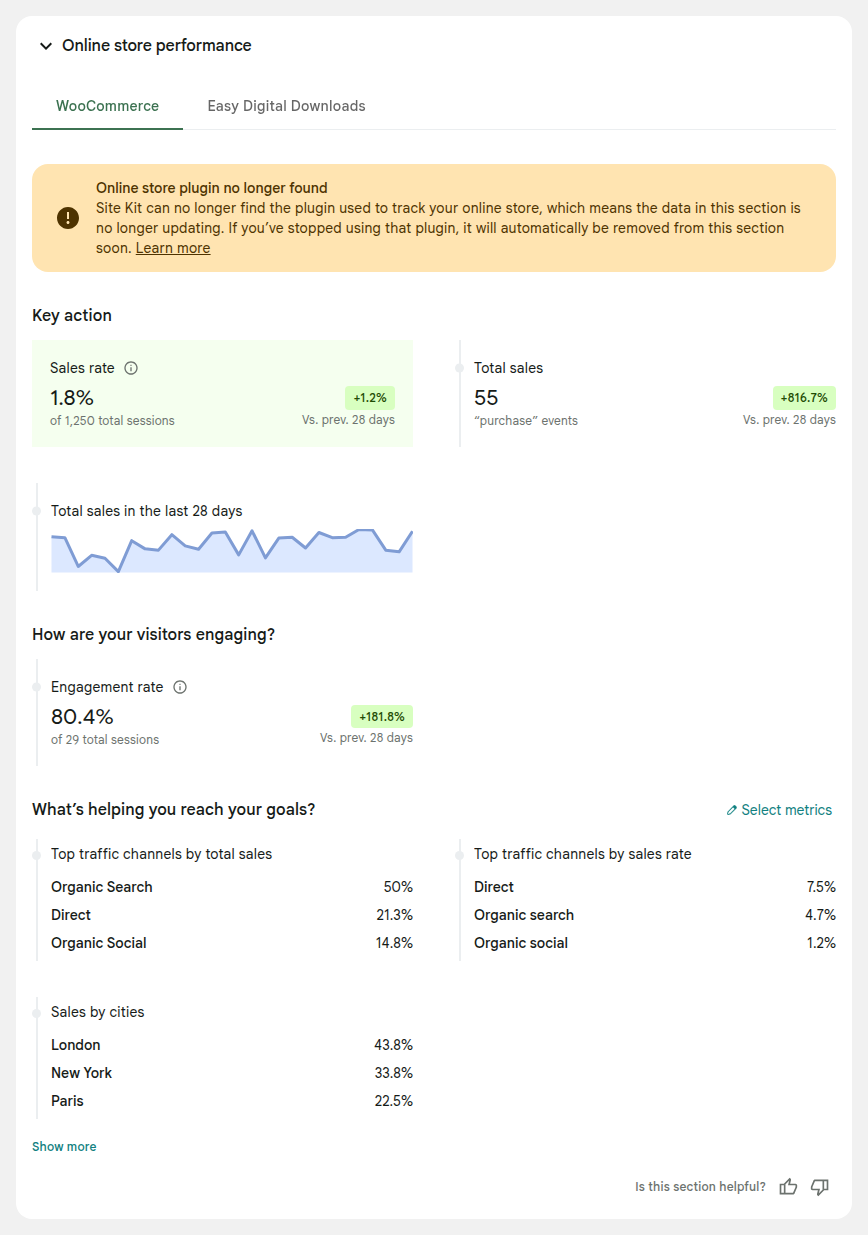 Online store performance
WooCommerce
Easy Digital Downloads
Online store plugin no longer found
Site Kit can no longer find the plugin used to track your online store, which means the data in this section is
no longer updating. If you’ve stopped using that plugin, it will automatically be removed from this section
soon. Learn more
Key action
Sales rate
1.8%
+1.2%
of 1,250 total sessions
Vs. prev. 28 days
Total sales
55
+816.7%
“purchase” events
Vs. prev. 28 days
Total sales in the last 28 days
How are your visitors engaging?
Engagement rate
80.4%
+181.8%
of 29 total sessions
Vs. prev. 28 days
What’s helping you reach your goals?
Select metrics
Top traffic channels by total sales
Organic Search 50%
Direct 21.3%
Organic Social 14.8%
Top traffic channels by sales rate
Direct 7.5%
Organic search 4.7%
Organic social 1.2%
Sales by cities
London 43.8%
New York 33.8%
Paris 22.5%
Show more
Is this section helpful?